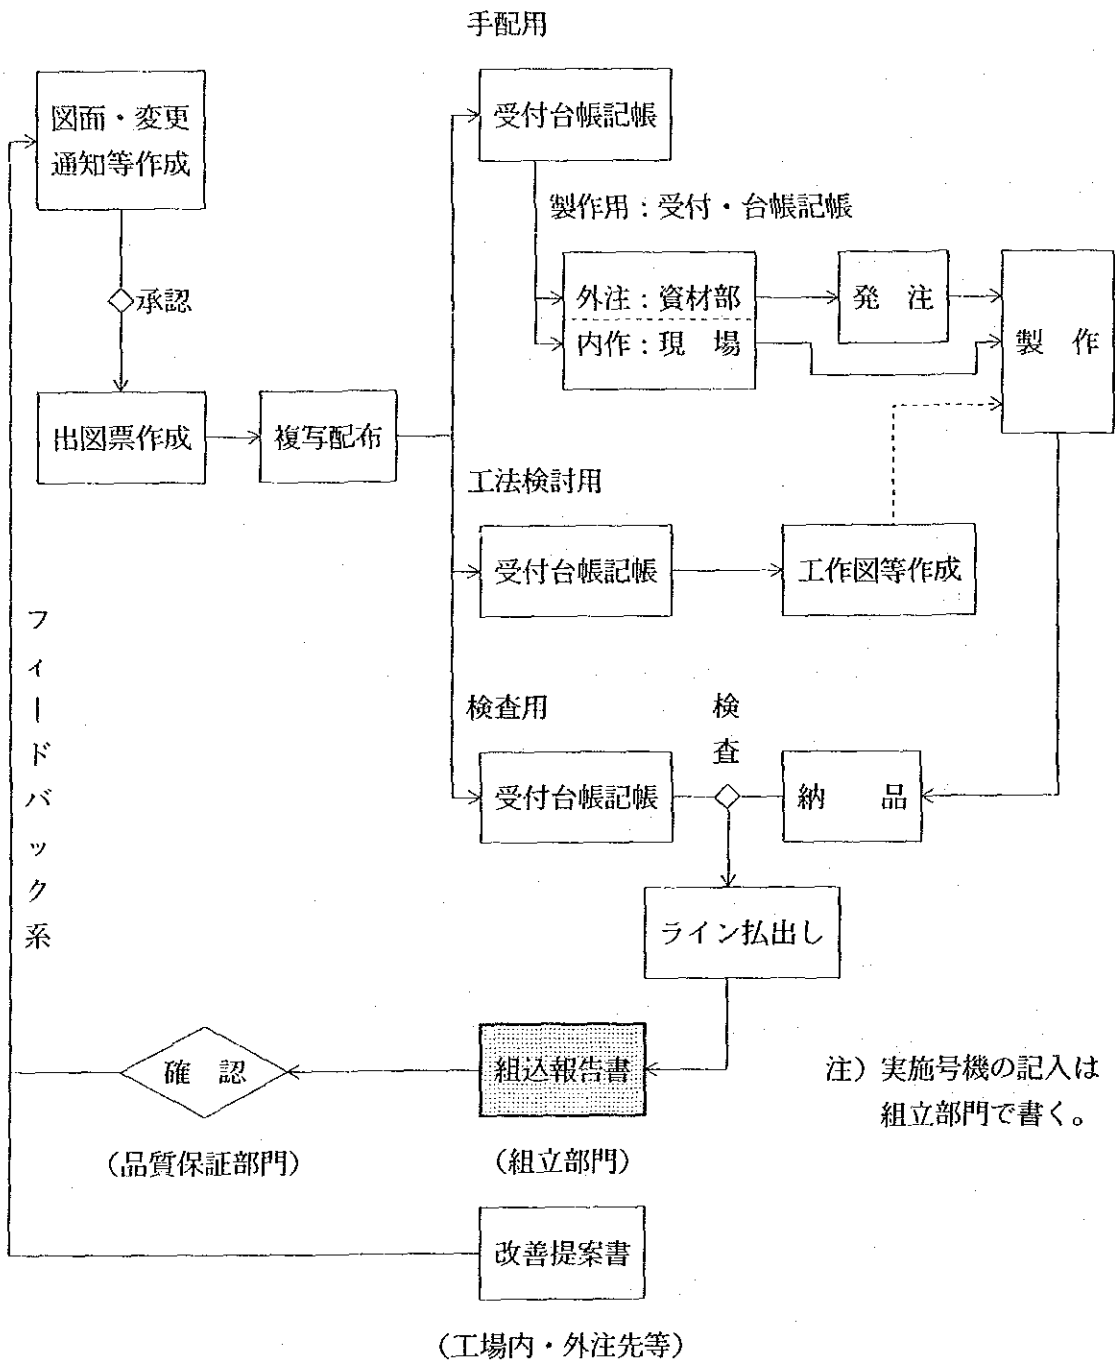 手配用
図面・変更
通知等作成
承認
出図票作成
複写配布
受付台帳記帳
製作用：受付・台帳記帳
外注：資材部
内作：現　場
発　注
製　作
工法検討用
受付台帳記帳
工作図等作成
検査用
受付台帳記帳
検査
納　品
ライン払出し
フィードバック系
確　認
（品質保証部門）
組込報告書
（組立部門）
注）実施号機の記入は
組立部門で書く。
改善提案書
（工場内・外注先等）